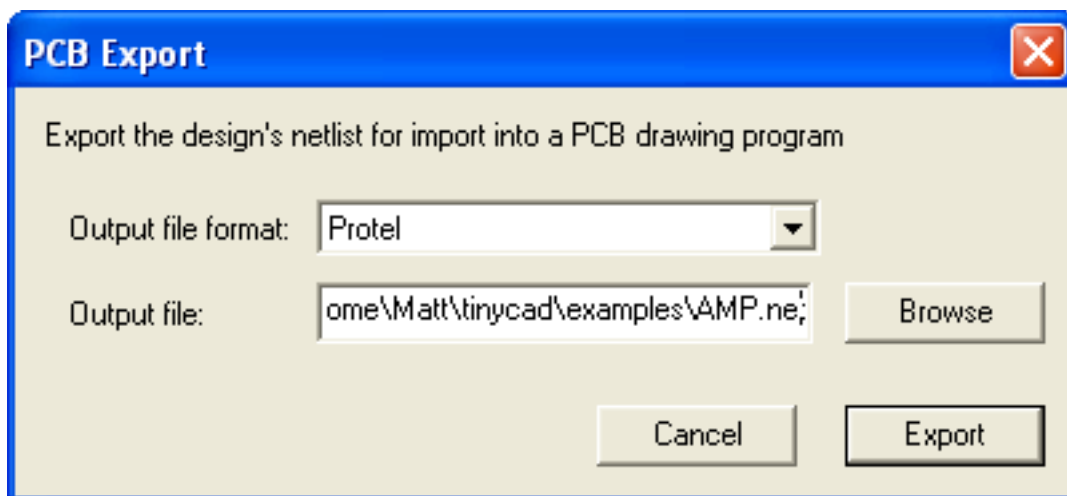 PCB Export
Export the design's netlist for import into a PCB drawing program
Output file format: Protel
Output file: ome\Matt\tinycad\examples\AMP.ne
Browse
Cancel Export